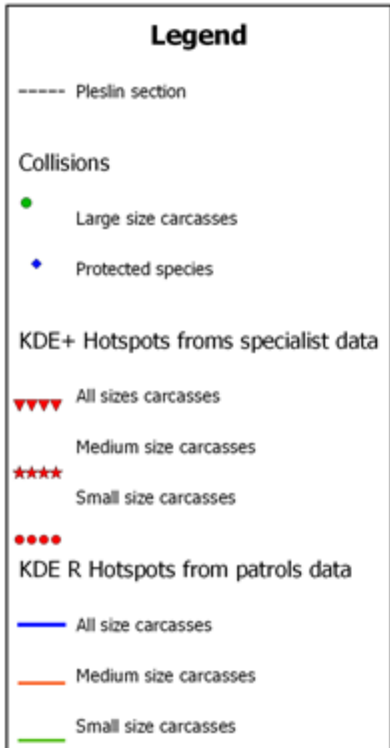 Legend
Pleslin section
Collisions
Large size carcasses
Protected species
KDE+ Hotspots froms specialist data
All sizes carcasses
Medium size carcasses
Small size carcasses
KDE R Hotspots from patrols data
All size carcasses
Medium size carcasses
Small size carcasses